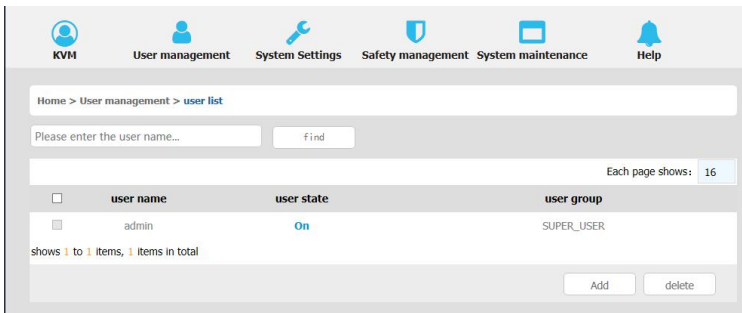 KVM User management System Settings Safety management System maintenance Help
Home > User management > user list
Please enter the user name... find
Each page shows: 16
user name user state user group
admin On SUPER_USER
shows 1 to 1 items, 1 items in total
Add delete